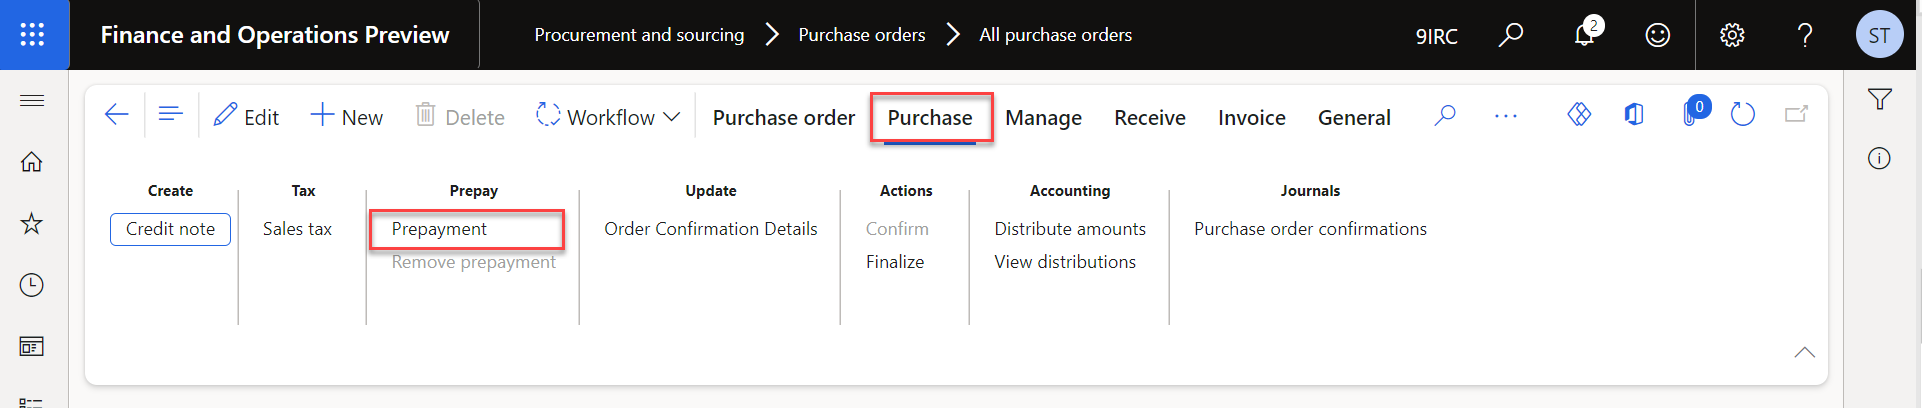 Finance and Operations Preview
Procurement and sourcing Purchase orders All purchase orders
9IRC 2 ? ST
Edit New Delete Workflow Purchase order Purchase Manage Receive Invoice General ... 0
Create Tax Prepay Update Actions Accounting Journals
Credit note Sales tax Prepayment Order Confirmation Details Confirm Distribute amounts Purchase order confirmations
Remove prepayment Finalize View distributions